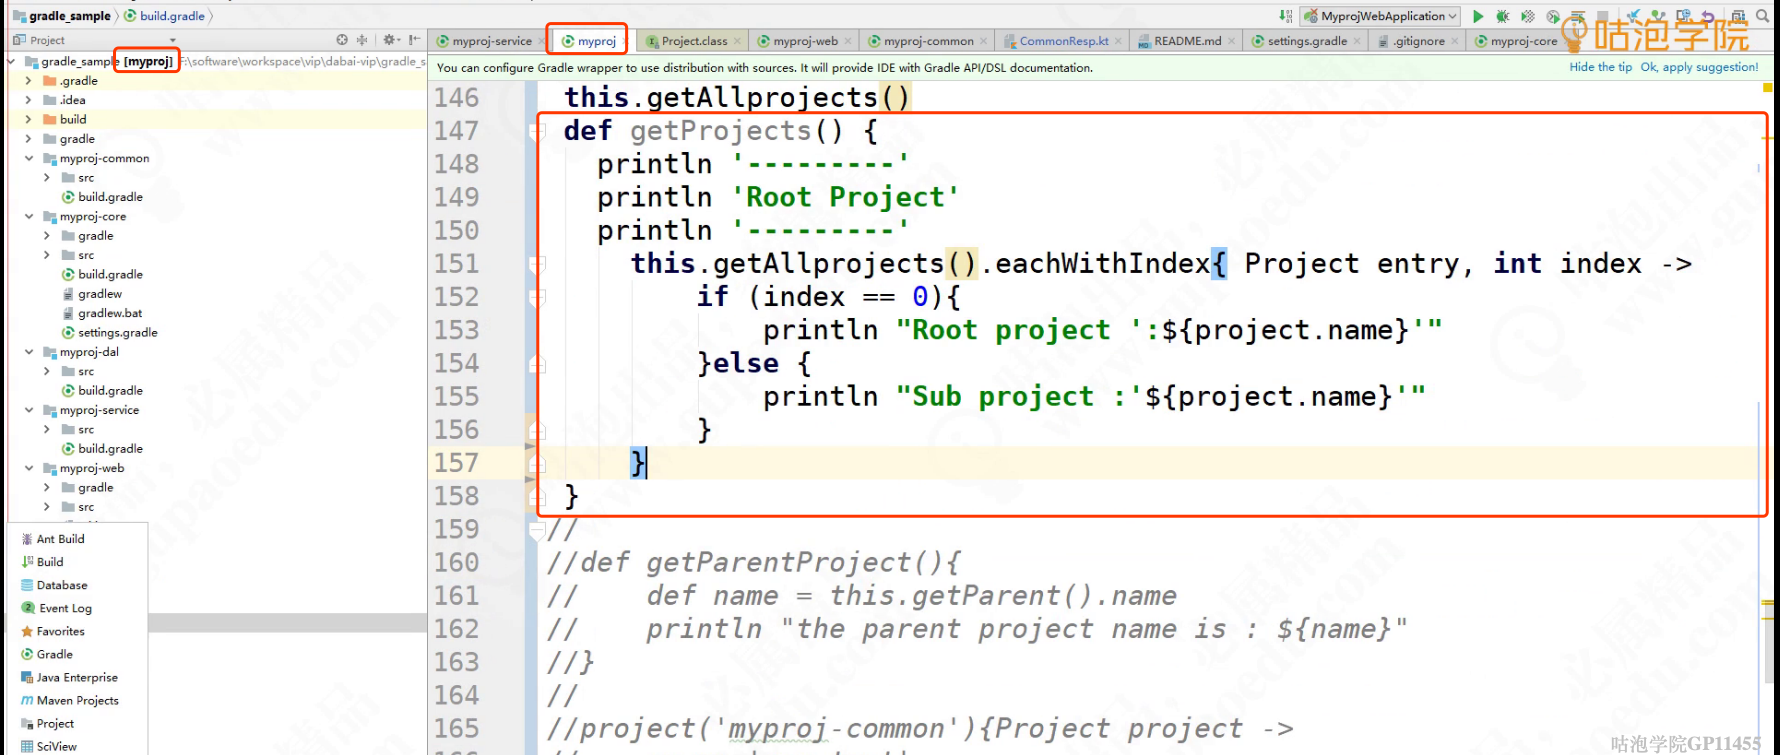 gradle_sample
build.gradle
MyprojWebApplication
咕泡学院
Project
myproj-service
myproj
Project.class
myproj-web
myproj-common
CommonResp.kt
README.md
settings.gradle
.gitignore
myproj-core
gradle_sample [myproj] F:\software\workspace\vip\dabai-vip\gradle_s
You can configure Gradle wrapper to use distribution with sources. It will provide IDE with Gradle API/DSL documentation.
Hide the tip Ok, apply suggestion!
.gradle
.idea
build
gradle
myproj-common
src
build.gradle
myproj-core
gradle
src
build.gradle
gradlew
gradlew.bat
settings.gradle
myproj-dal
src
build.gradle
myproj-service
src
build.gradle
myproj-web
gradle
src
Ant Build
Build
Database
Event Log
Favorites
Gradle
Java Enterprise
Maven Projects
Project
SciView
146 this.getAllprojects()
147 def getProjects() {
148 println '---------'
149 println 'Root Project'
150 println '---------'
151 this.getAllprojects().eachWithIndex{ Project entry, int index ->
152 if (index == 0){
153 println "Root project ':${project.name}'"
154 }else {
155 println "Sub project :'${project.name}'"
156 }
157 }
158 }
159 //
160 //def getParentProject(){
161 // def name = this.getParent().name
162 // println "the parent project name is : ${name}"
163 //}
164 //
165 //project('myproj-common'){Project project ->
咕泡学院GP11455